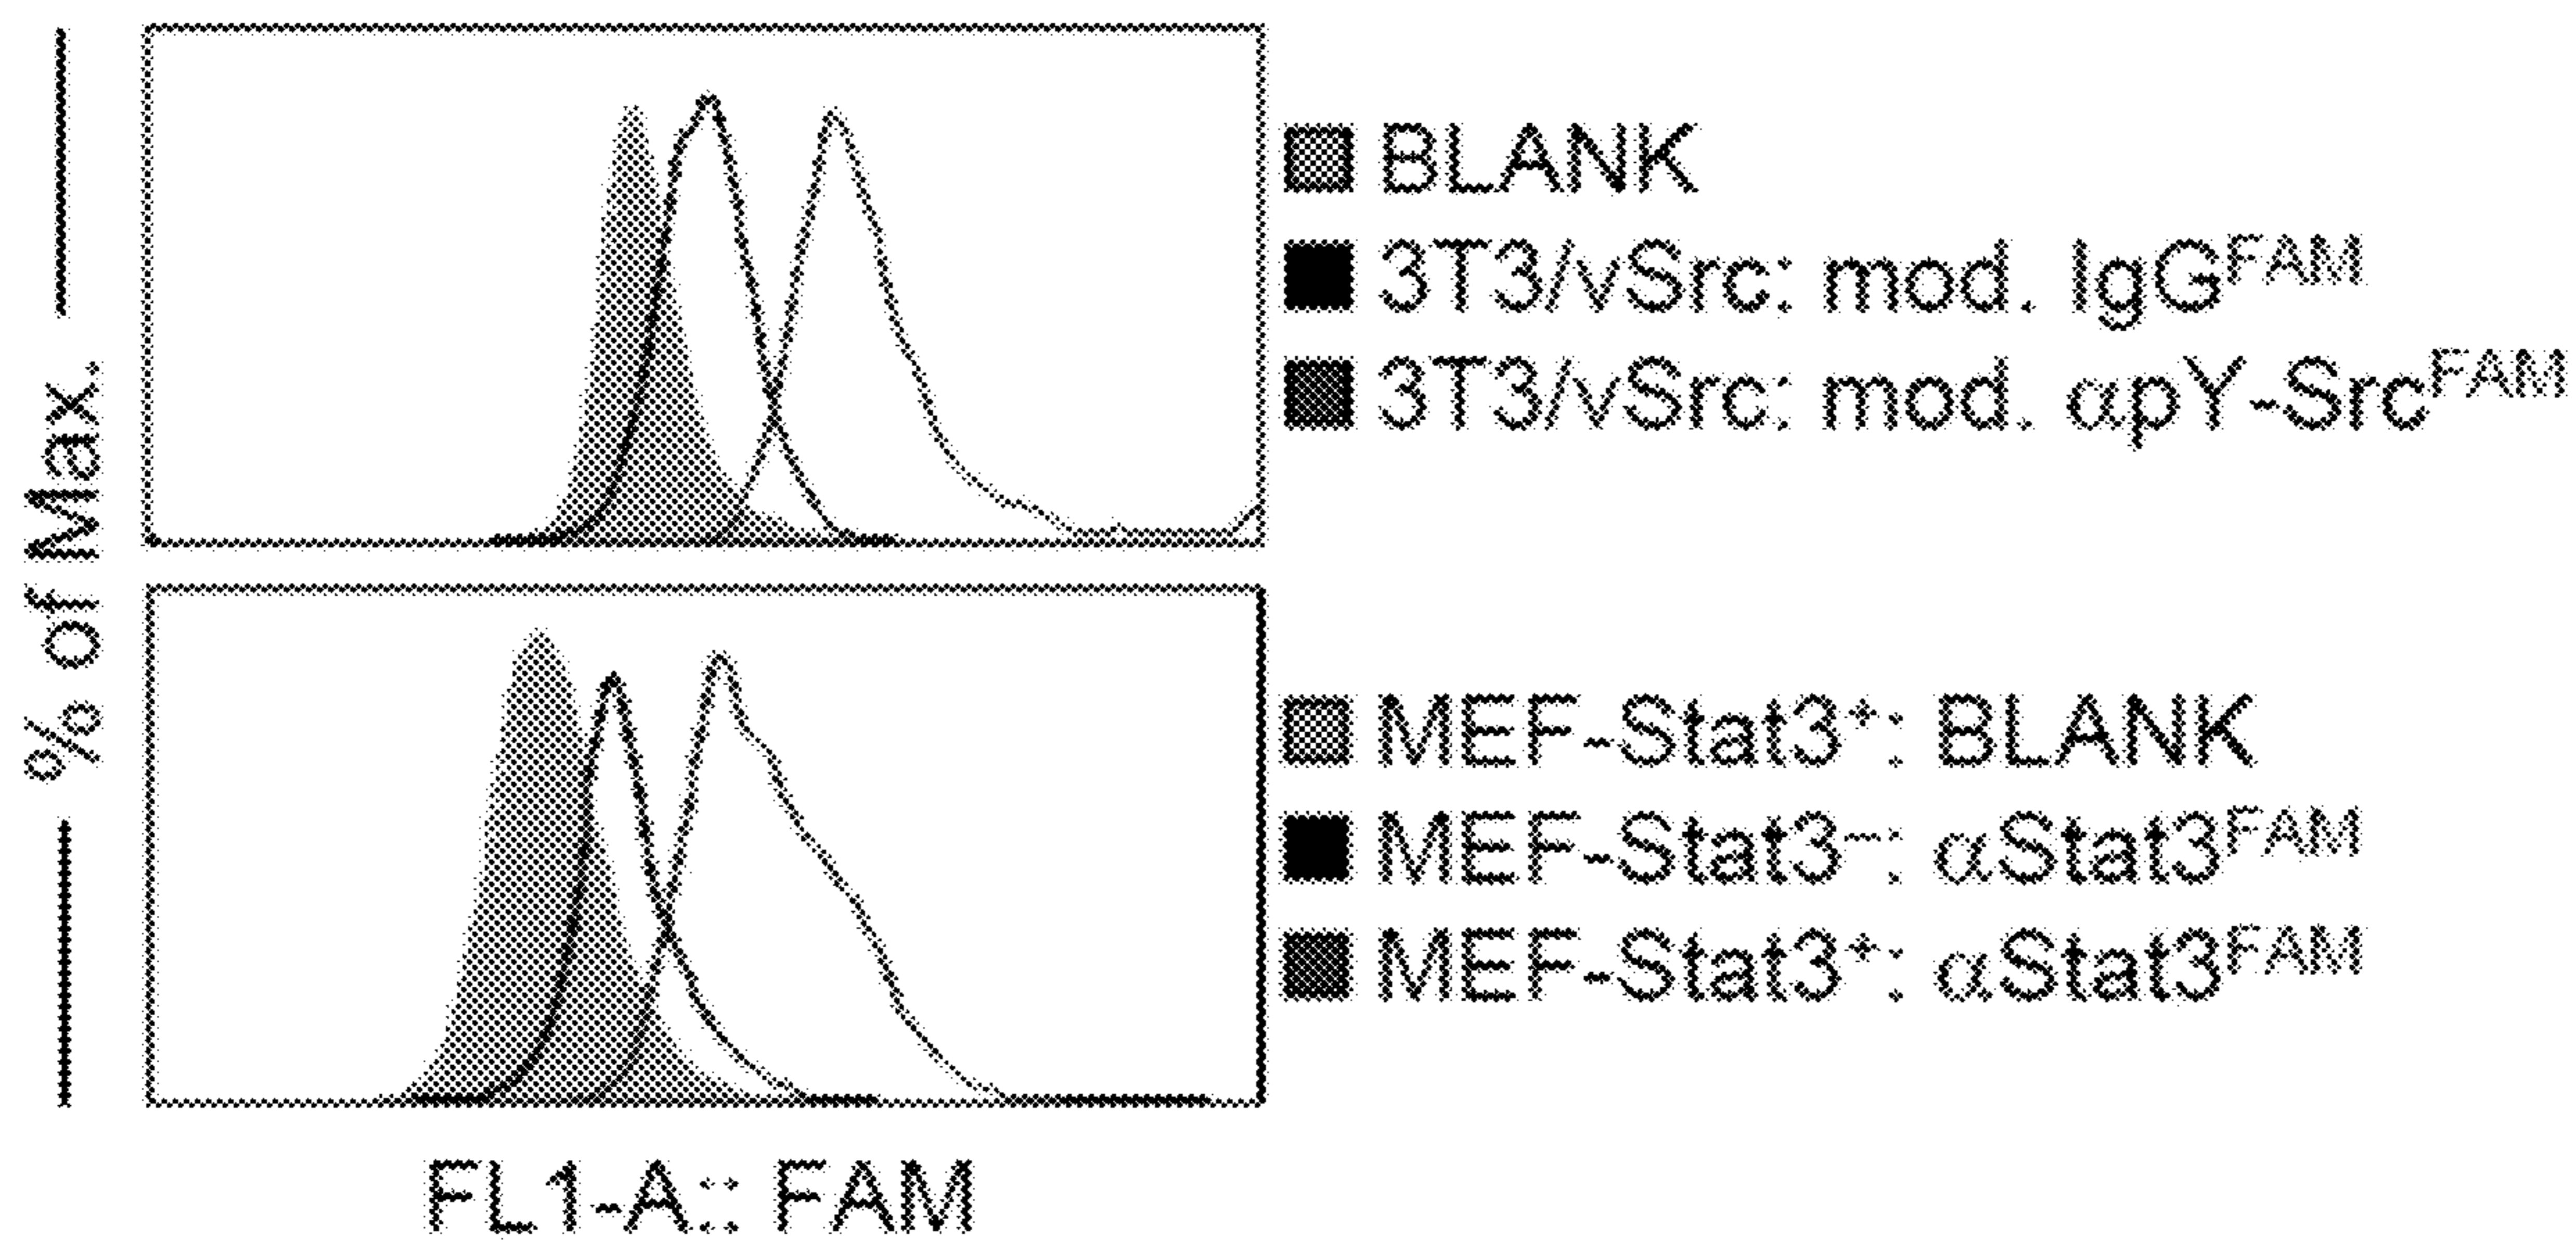 % of Max.
BLANK
3T3/vSrc: mod. IgG^FAM
3T3/vSrc: mod. αpY-Src^FAM
MEF-Stat3⁺: BLANK
MEF-Stat3⁻: αStat3^FAM
MEF-Stat3⁺: αStat3^FAM
FL1-A:: FAM